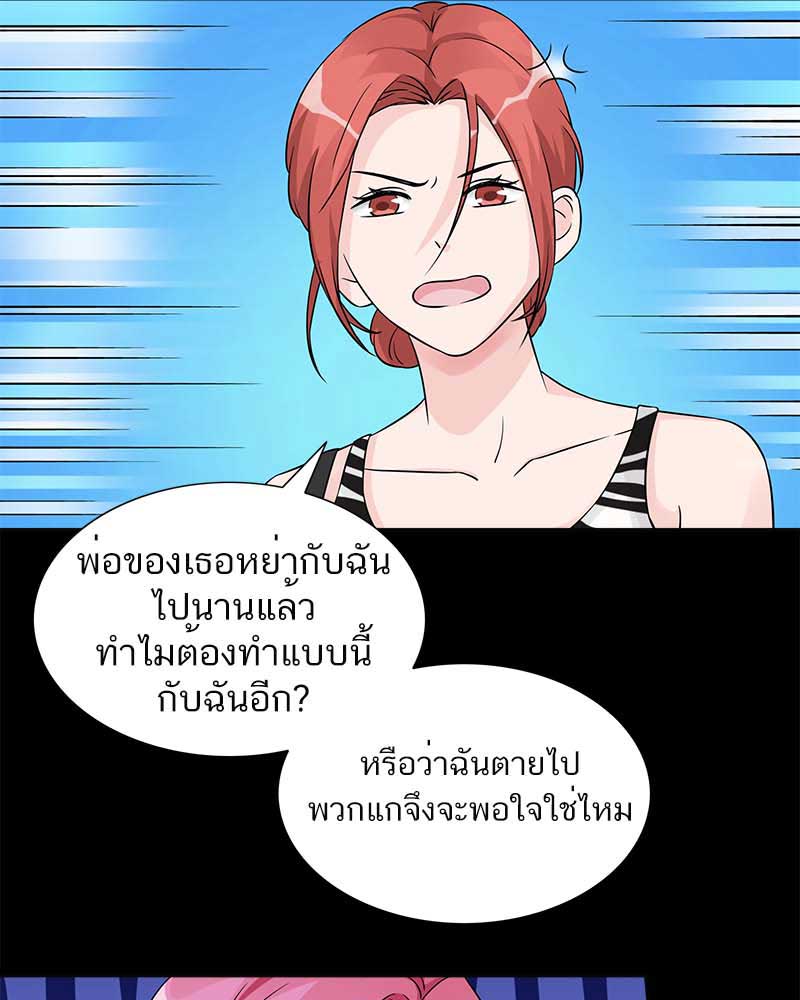 พ่อของเธอหย่ากับฉัน
ไปนานแล้ว
ทำไมต้องทำแบบนี้
กับฉันอีก?
หรือว่าฉันตายไป
พวกแกจึงจะพอใจใช่ไหม